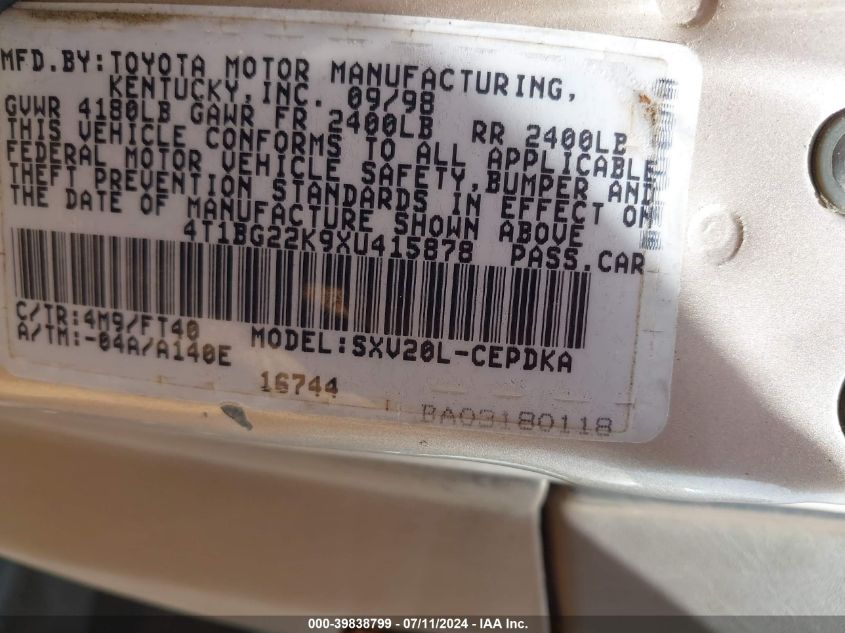 MFD.BY:TOYOTA MOTOR MANUFACTURING,
KENTUCKY,INC. 09/98
GVWR 4180LB GAWR FR 2400LB RR 2400LB
THIS VEHICLE CONFORMS TO ALL APPLICABLE
FEDERAL MOTOR VEHICLE SAFETY,BUMPER AND
THEFT PREVENTION STANDARDS IN EFFECT ON
THE DATE OF MANUFACTURE SHOWN ABOVE
4T1BG22K9XU415878 PASS.CAR
C/TR:4M9/FT40
A/TM:-04A/A140E MODEL:SXV20L-CEPDKA
16744
BA03180118
000-39838799 - 07/11/2024 - IAA Inc.